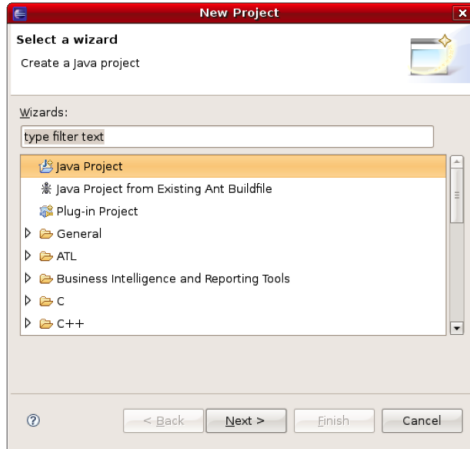 New Project
Select a wizard
Create a Java project
Wizards:
type filter text
Java Project
Java Project from Existing Ant Buildfile
Plug-in Project
General
ATL
Business Intelligence and Reporting Tools
C
C++
< Back Next > Finish Cancel